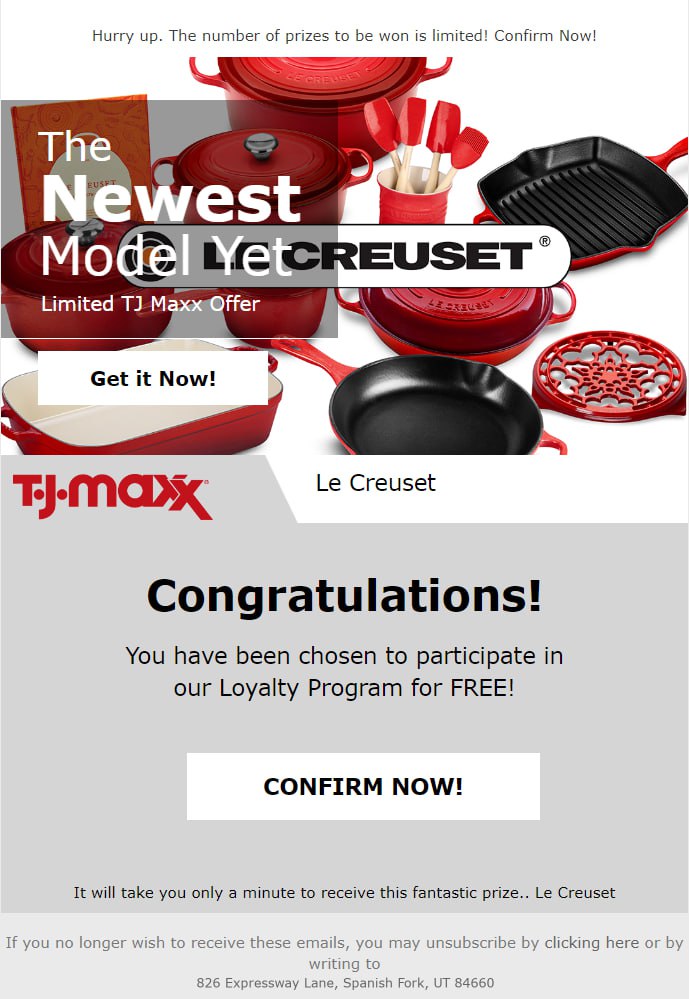 Hurry up. The number of prizes to be won is limited! Confirm Now!
The
Newest
Model Yet
LE CREUSET ®
Limited TJ Maxx Offer
LE CREUSET
Get it Now!
T·J·maxx
Le Creuset
Congratulations!
You have been chosen to participate in
our Loyalty Program for FREE!
CONFIRM NOW!
It will take you only a minute to receive this fantastic prize.. Le Creuset
If you no longer wish to receive these emails, you may unsubscribe by clicking here or by
writing to
826 Expressway Lane, Spanish Fork, UT 84660